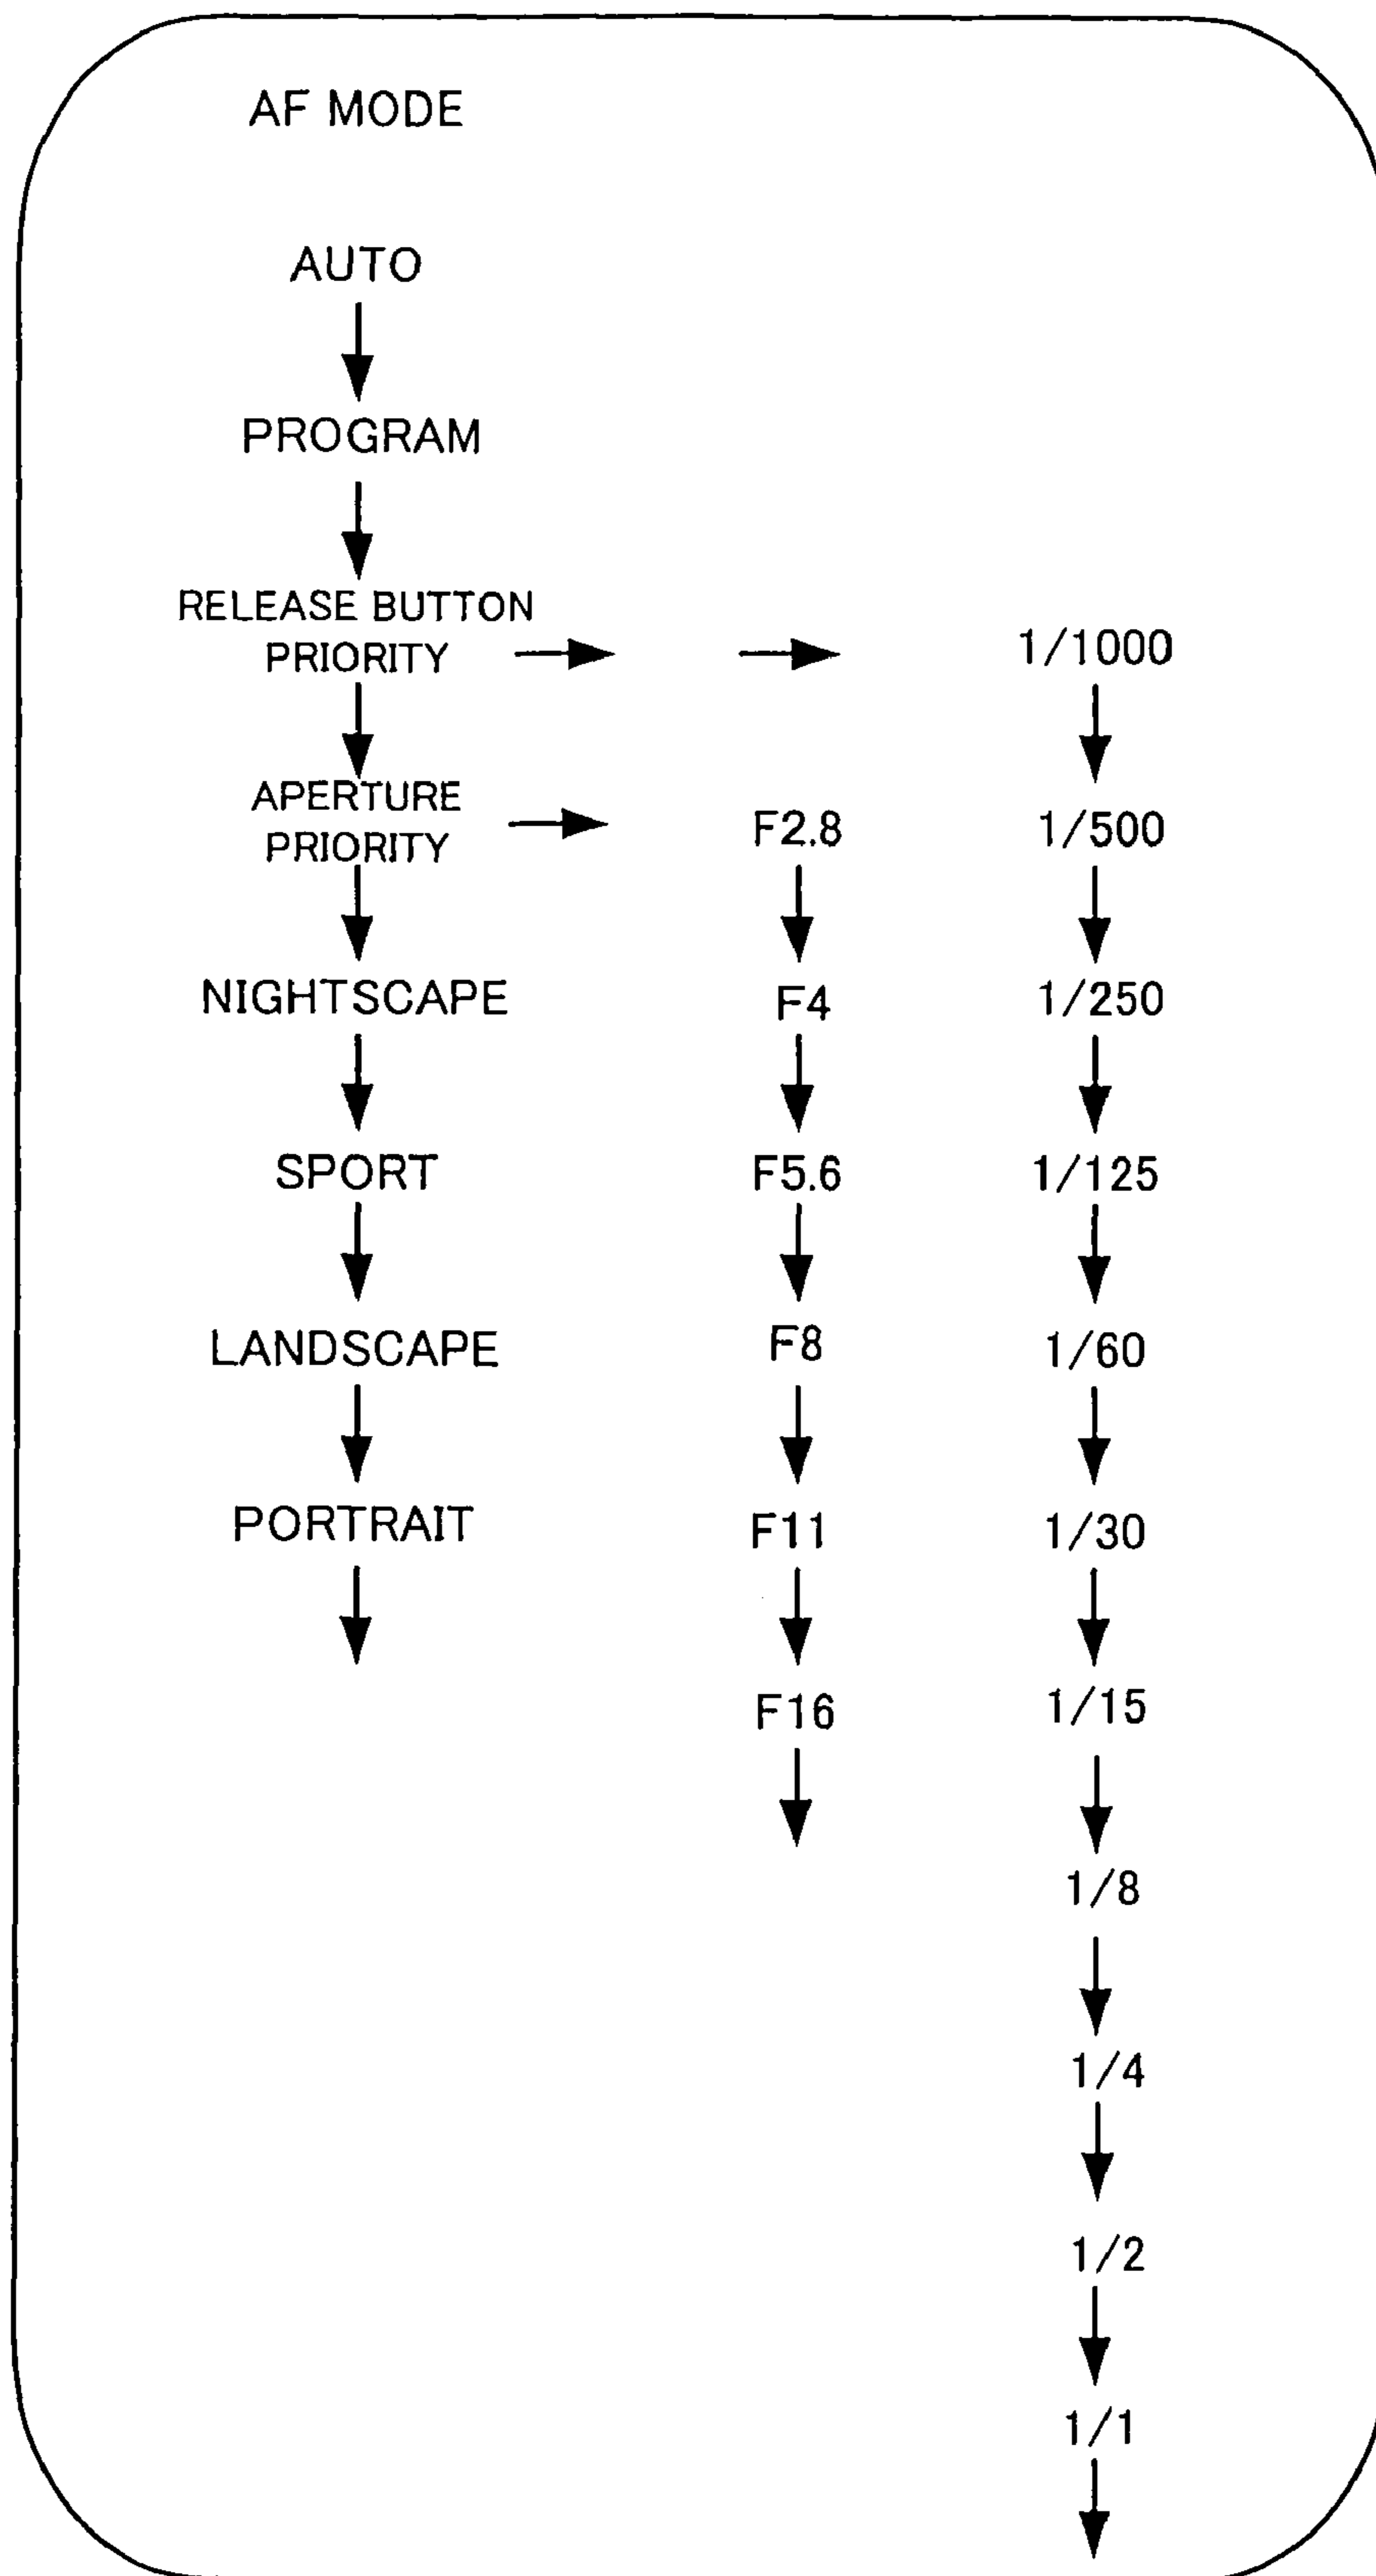 AF MODE
AUTO
PROGRAM
RELEASE BUTTON
PRIORITY
APERTURE
PRIORITY
NIGHTSCAPE
SPORT
LANDSCAPE
PORTRAIT
F2.8
F4
F5.6
F8
F11
F16
1/1000
1/500
1/250
1/125
1/60
1/30
1/15
1/8
1/4
1/2
1/1